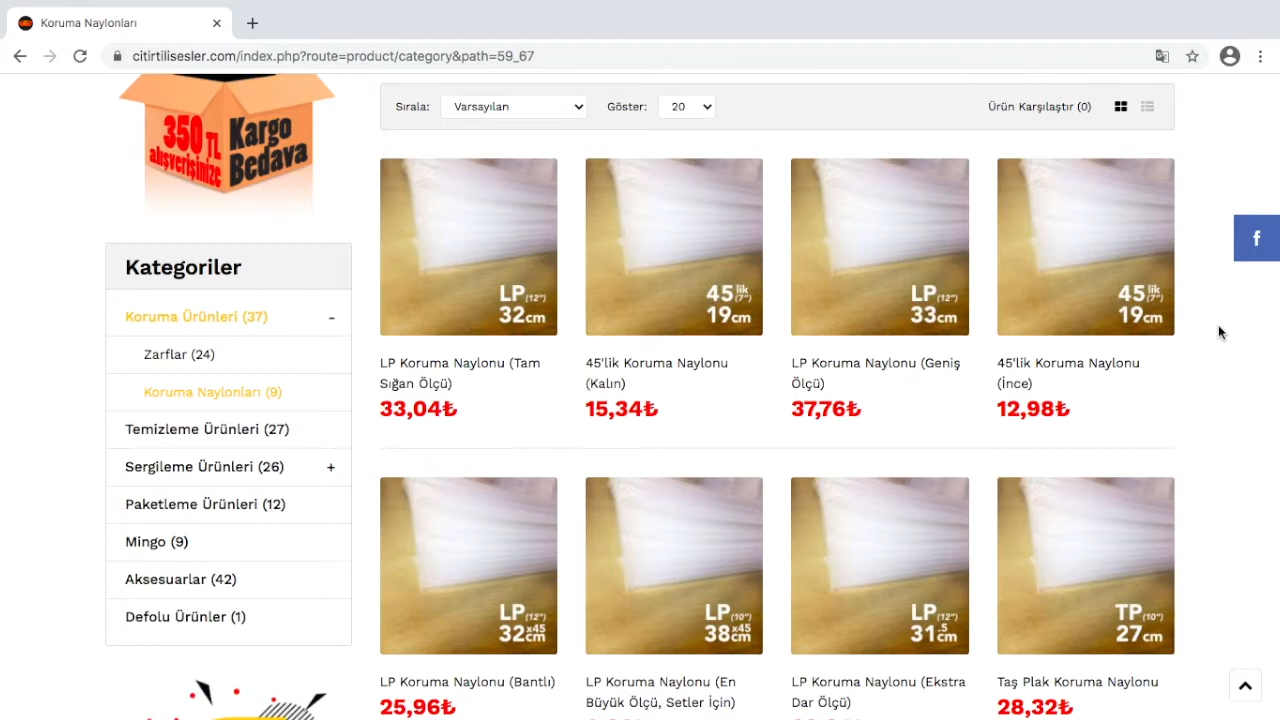 Koruma Naylonları
citirtilisesler.com/index.php?route=product/category&path=59_67
350 TL
alışverişinize
Kargo
Bedava
Sırala:
Varsayılan
Göster:
20
Ürün Karşılaştır (0)
Kategoriler
Koruma Ürünleri (37)
-
Zarflar (24)
Koruma Naylonları (9)
Temizleme Ürünleri (27)
Sergileme Ürünleri (26)
+
Paketleme Ürünleri (12)
Mingo (9)
Aksesuarlar (42)
Defolu Ürünler (1)
LP (12")
32cm
45 lik (7")
19cm
LP (12")
33cm
45 lik (7")
19cm
LP Koruma Naylonu (Tam
Sığan Ölçü)
33,04₺
45'lik Koruma Naylonu
(Kalın)
15,34₺
LP Koruma Naylonu (Geniş
Ölçü)
37,76₺
45'lik Koruma Naylonu
(İnce)
12,98₺
LP (12")
32x45cm
LP (10")
38x45cm
LP (12")
31.5cm
TP (10")
27cm
LP Koruma Naylonu (Bantlı)
25,96₺
LP Koruma Naylonu (En
Büyük Ölçü, Setler İçin)
LP Koruma Naylonu (Ekstra
Dar Ölçü)
Taş Plak Koruma Naylonu
28,32₺
f